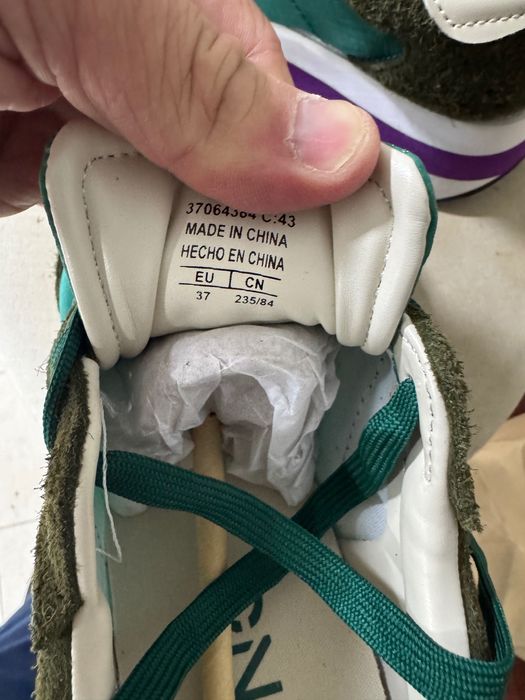 37064364 C:43
MADE IN CHINA
HECHO EN CHINA
EU CN
37 235/84